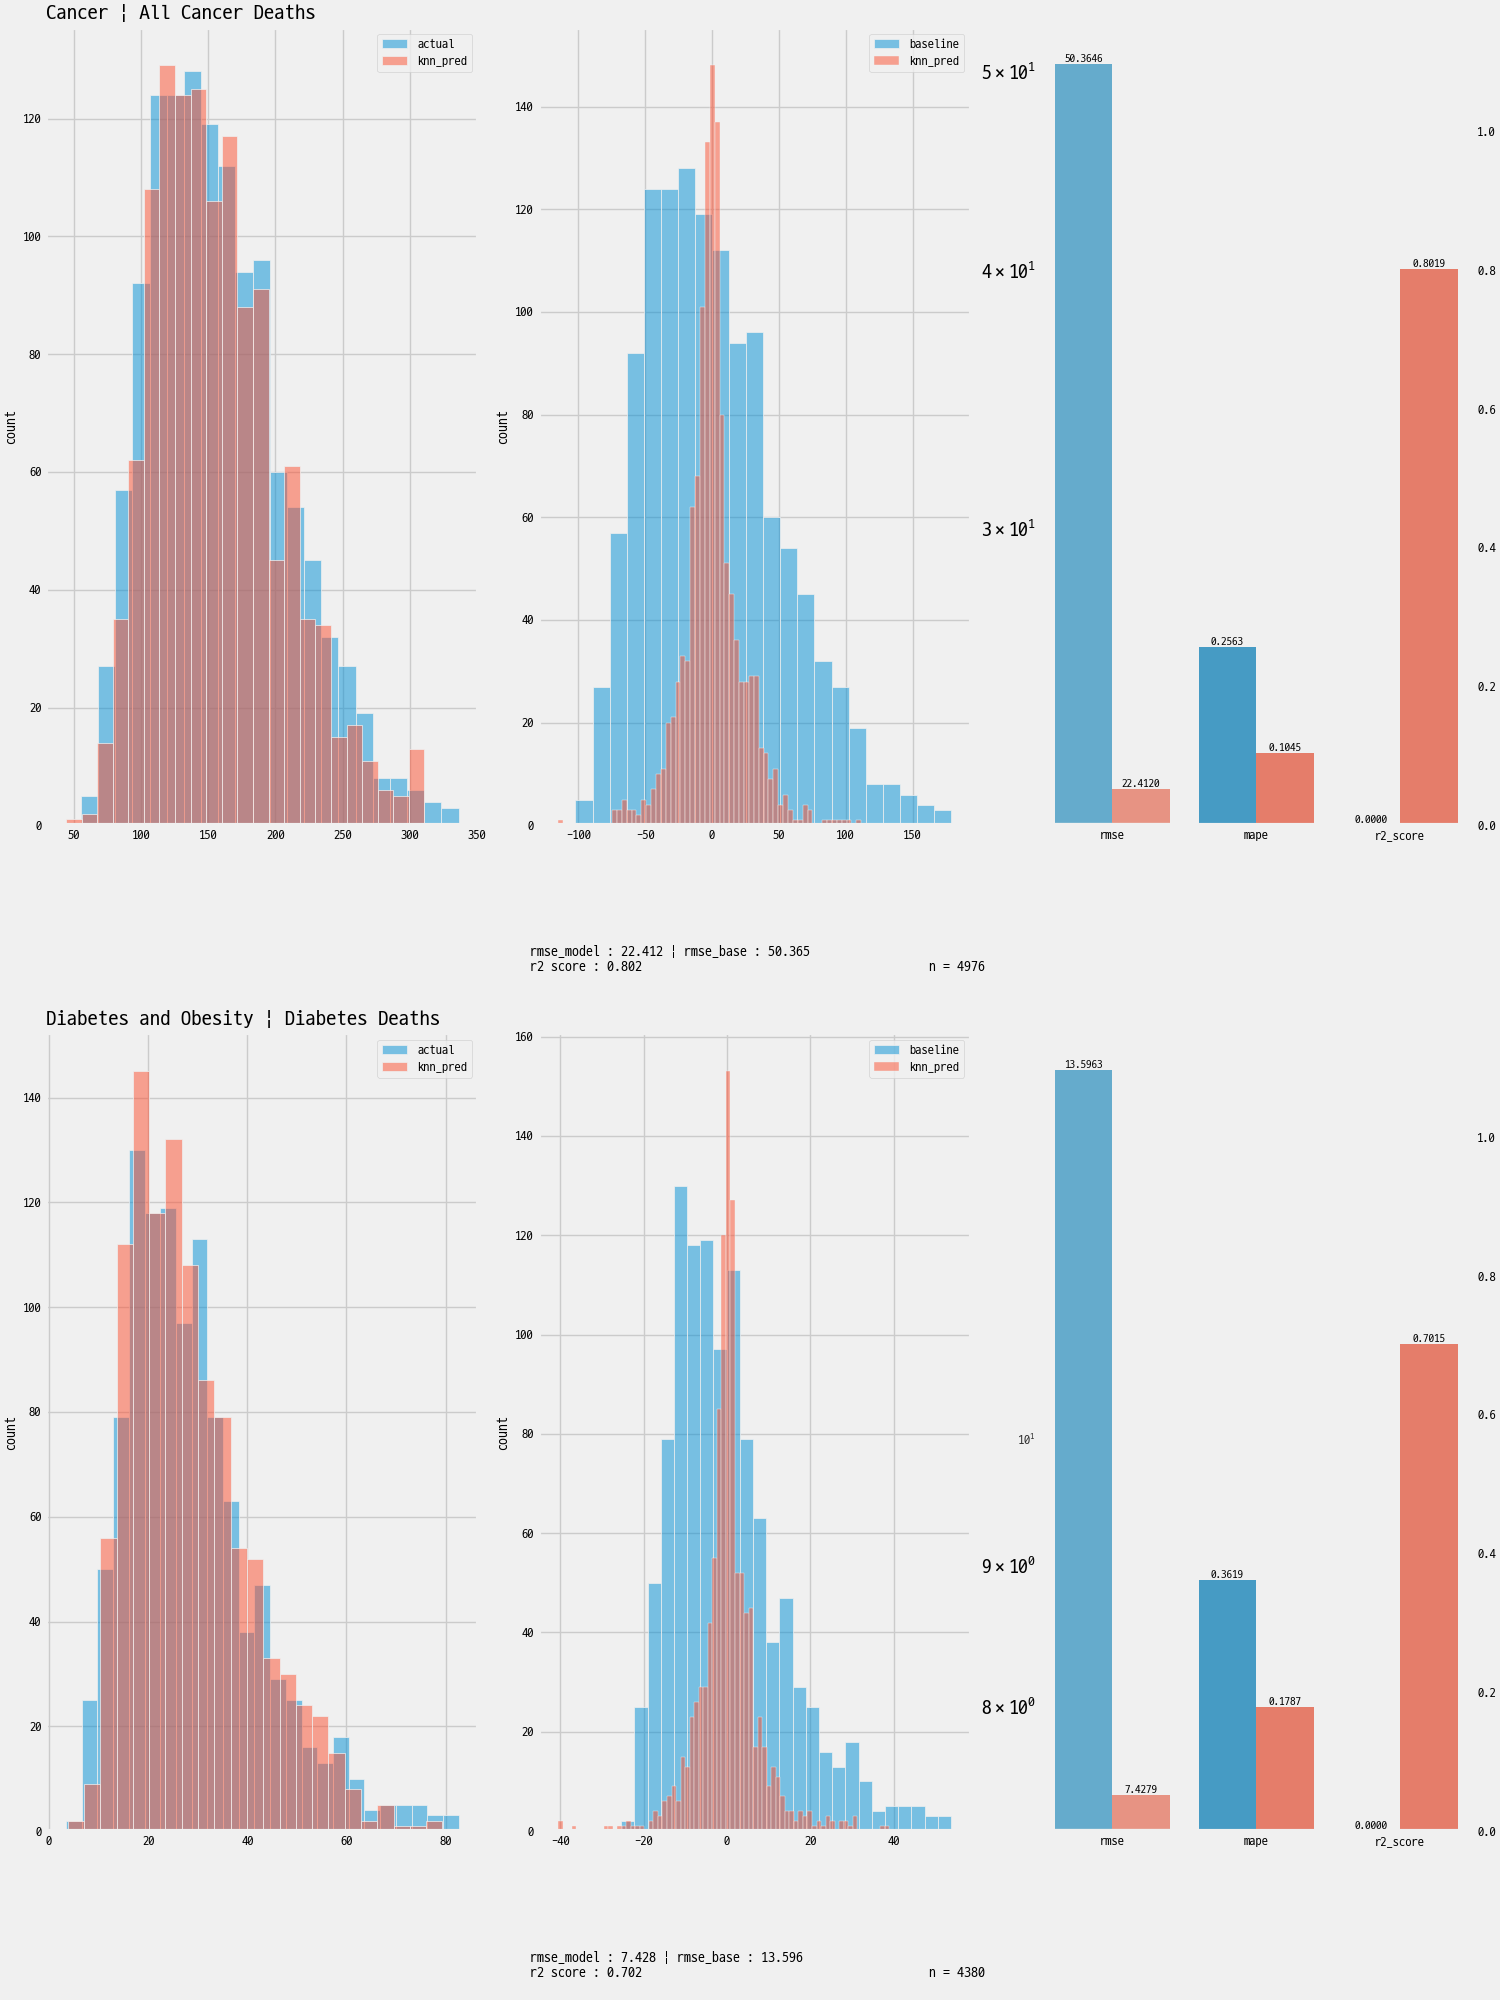 Cancer ¦ All Cancer Deaths
actual
knn_pred
120
100
80
60
40
20
0
count
50
100
150
200
250
300
350
baseline
knn_pred
140
120
100
80
60
40
20
0
count
−100
−50
0
50
100
150
5 × 10¹
4 × 10¹
3 × 10¹
50.3646
22.4120
0.2563
0.1045
0.0000
0.8019
rmse
mape
r2_score
1.0
0.8
0.6
0.4
0.2
0.0
rmse_model : 22.412 ¦ rmse_base : 50.365
r2 score : 0.802 n = 4976
Diabetes and Obesity ¦ Diabetes Deaths
actual
knn_pred
140
120
100
80
60
40
20
0
count
0
20
40
60
80
baseline
knn_pred
160
140
120
100
80
60
40
20
0
count
−40
−20
0
20
40
10¹
9 × 10⁰
8 × 10⁰
13.5963
7.4279
0.3619
0.1787
0.0000
0.7015
rmse
mape
r2_score
1.0
0.8
0.6
0.4
0.2
0.0
rmse_model : 7.428 ¦ rmse_base : 13.596
r2 score : 0.702 n = 4380